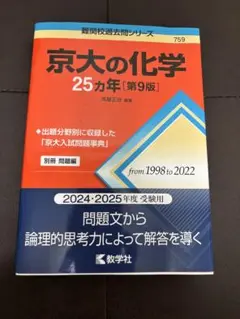 難関校過去問シリーズ
759
京大の化学
25カ年[第9版]
編著
●出題分野別に収録した
「京大入試問題事典」
別冊 問題編
from 1998 to 2022
2024・2025年度 受験用
問題文から
論理的思考力によって解答を導く
教学社